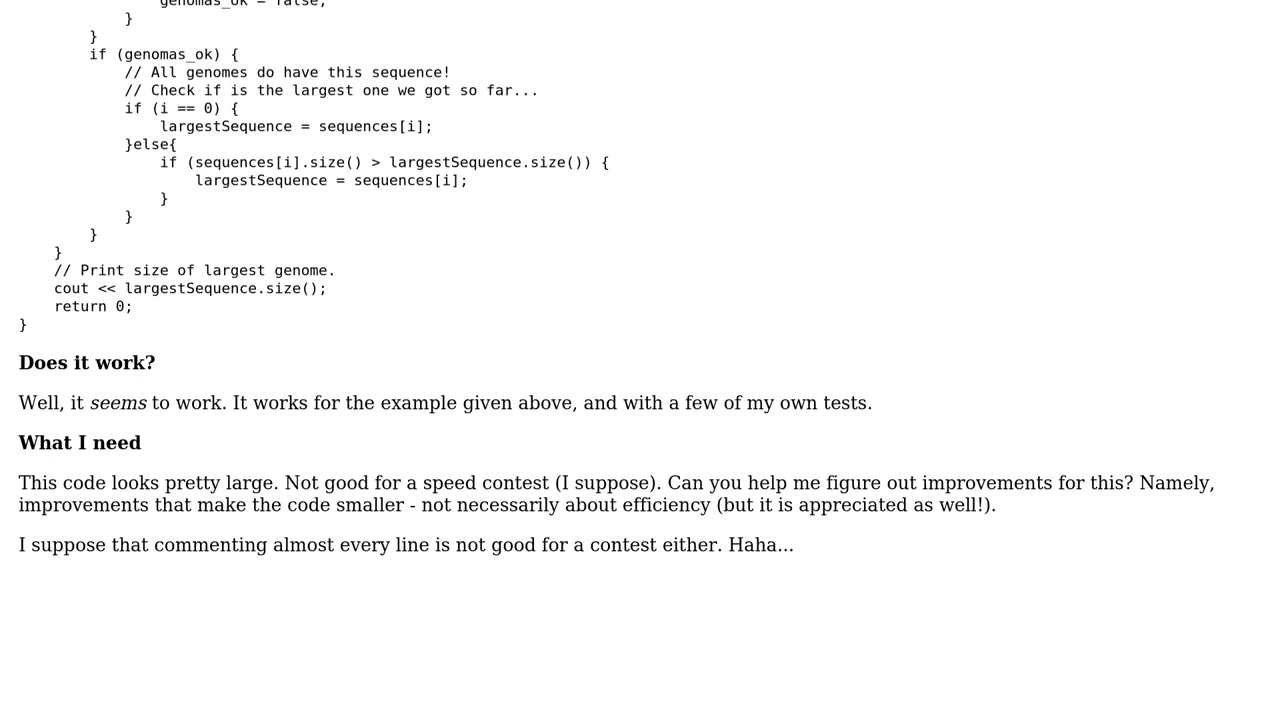 genomas_ok = false;
}
}
if (genomas_ok) {
// All genomes do have this sequence!
// Check if is the largest one we got so far...
if (i == 0) {
largestSequence = sequences[i];
}else{
if (sequences[i].size() > largestSequence.size()) {
largestSequence = sequences[i];
}
}
}
}
// Print size of largest genome.
cout << largestSequence.size();
return 0;
}
Does it work?
Well, it seems to work. It works for the example given above, and with a few of my own tests.
What I need
This code looks pretty large. Not good for a speed contest (I suppose). Can you help me figure out improvements for this? Namely,
improvements that make the code smaller - not necessarily about efficiency (but it is appreciated as well!).
I suppose that commenting almost every line is not good for a contest either. Haha...